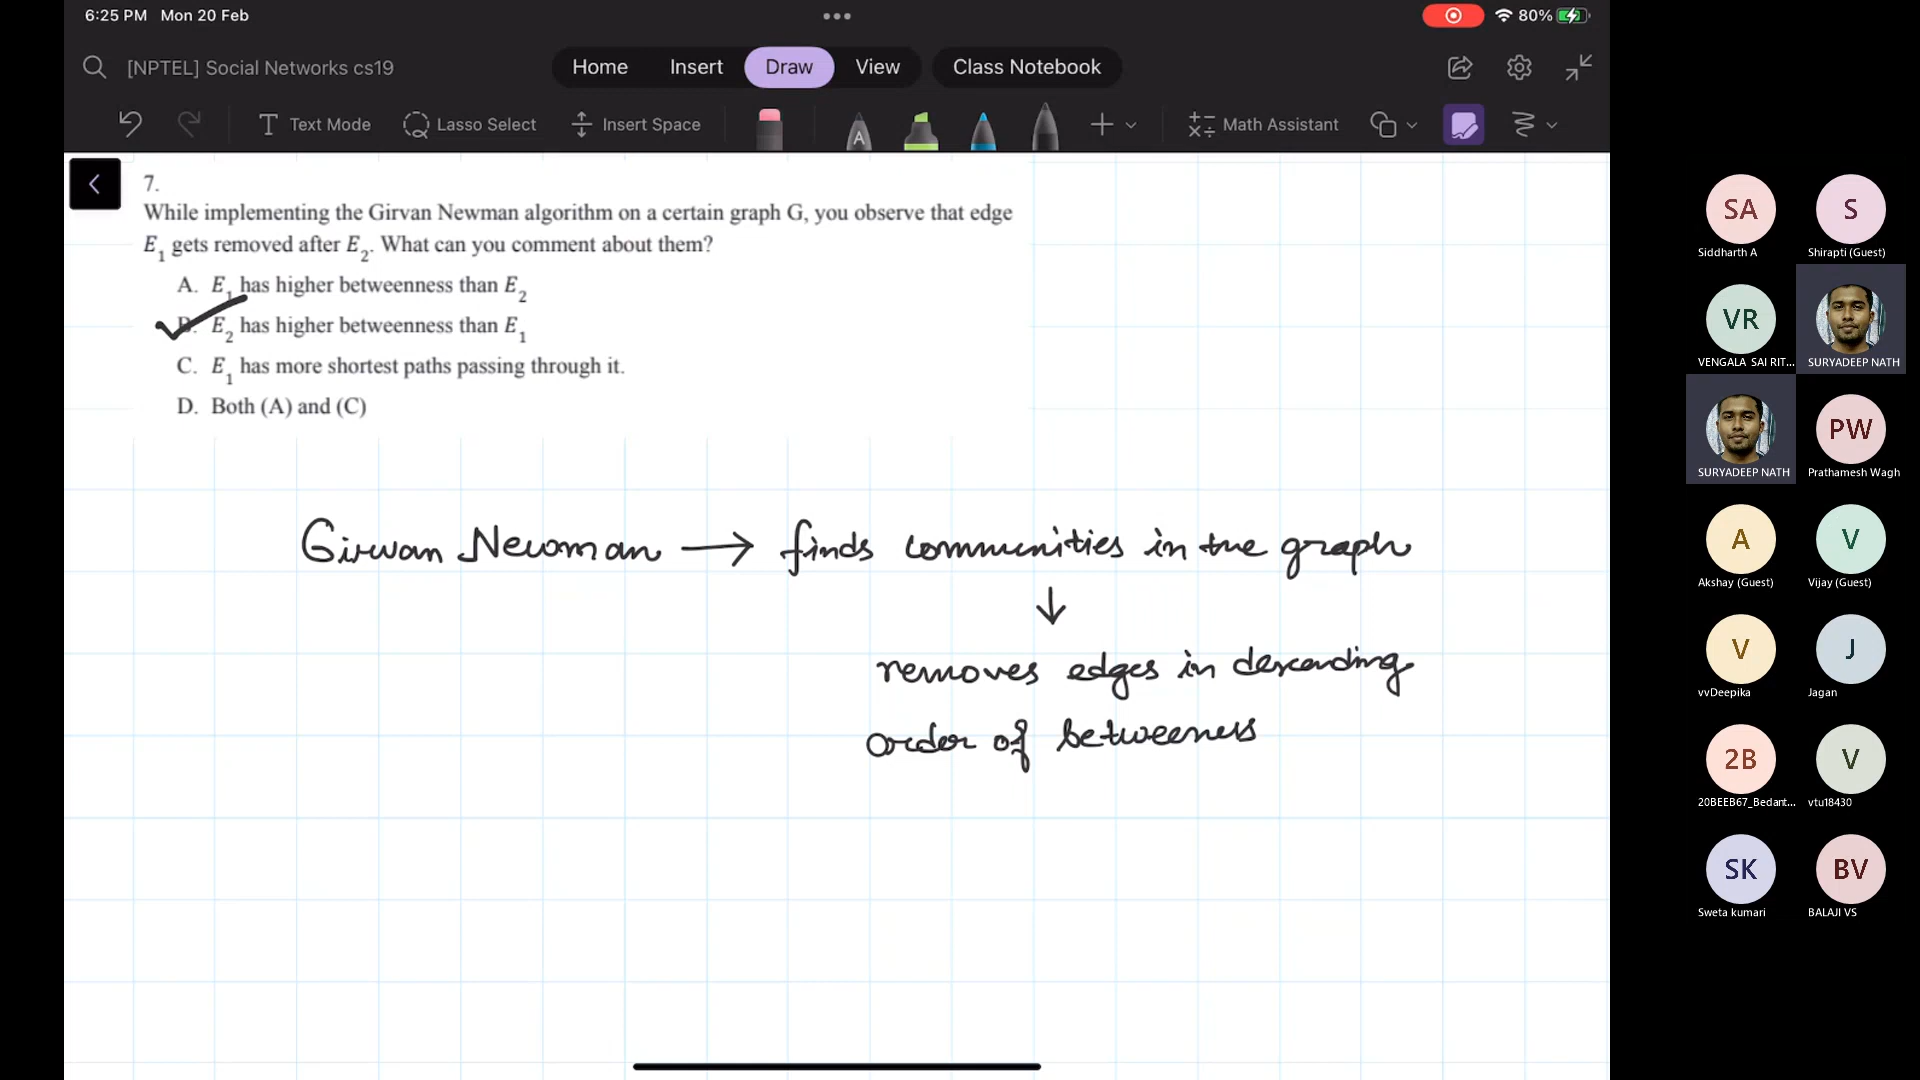 6:25 PM Mon 20 Feb
80%
[NPTEL] Social Networks cs19
Home Insert Draw View Class Notebook
Text Mode Lasso Select Insert Space A Math Assistant
7.
While implementing the Girvan Newman algorithm on a certain graph G, you observe that edge
E1 gets removed after E2. What can you comment about them?
A. E1 has higher betweenness than E2
B. E2 has higher betweenness than E1
C. E1 has more shortest paths passing through it.
D. Both (A) and (C)
Girvan Newman → finds communities in the graph
↓
removes edges in descending
order of betweeness
SA S
Siddharth A Shirapti (Guest)
VR
VENGALA SAI RIT... SURYADEEP NATH
PW
SURYADEEP NATH Prathamesh Wagh
A V
Akshay (Guest) Vijay (Guest)
V J
vvDeepika Jagan
2B V
20BEEB67_Bedant... vtu18430
SK BV
Sweta kumari BALAJI VS